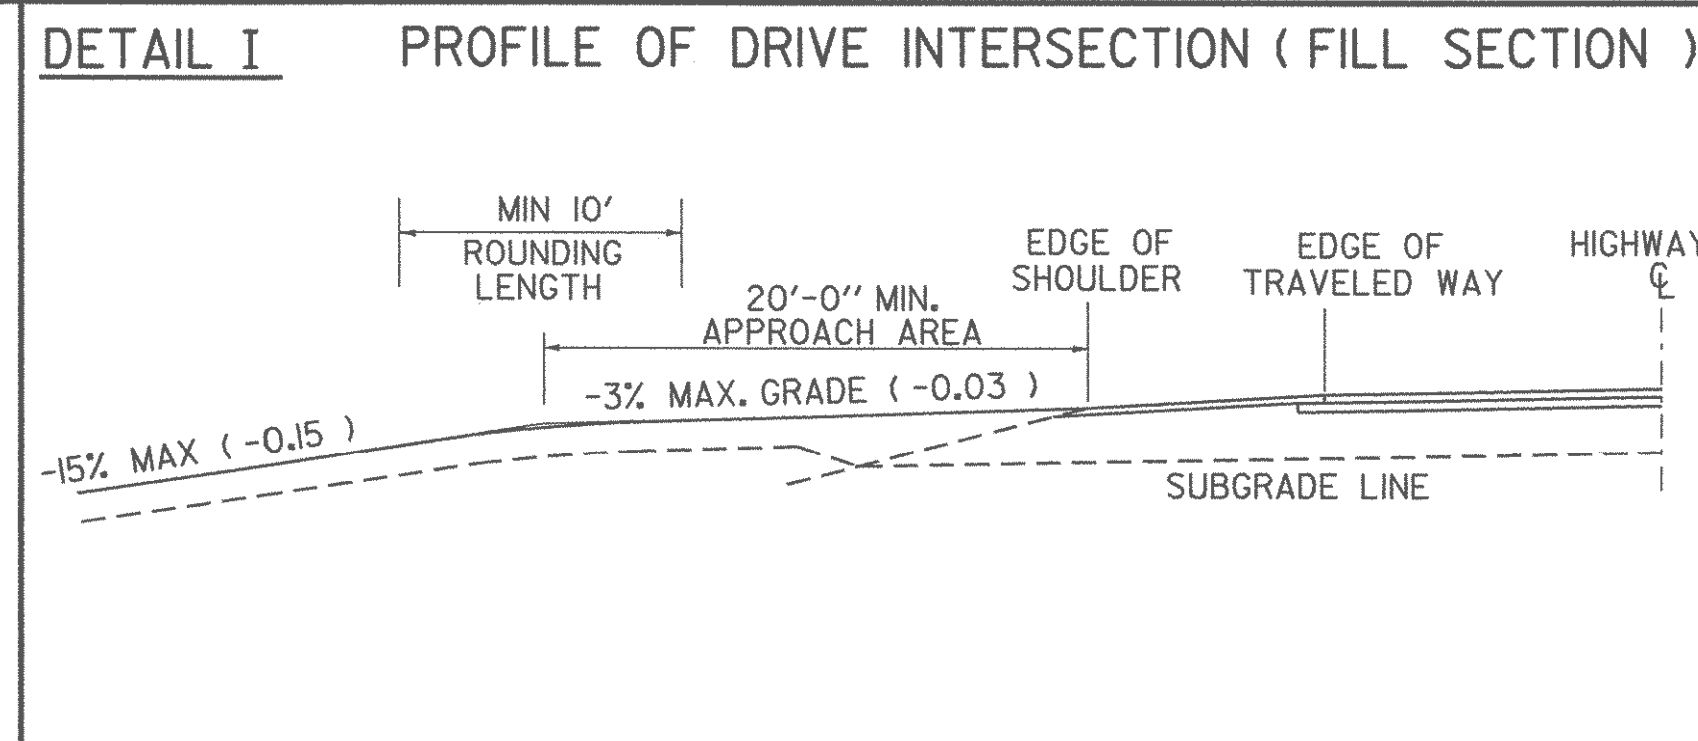 DETAIL I PROFILE OF DRIVE INTERSECTION ( FILL SECTION )
MIN 10'
ROUNDING
LENGTH
20'-0'' MIN.
APPROACH AREA
EDGE OF
SHOULDER
EDGE OF
TRAVELED WAY
HIGHWAY
℄
-3% MAX. GRADE ( -0.03 )
-15% MAX ( -0.15 )
SUBGRADE LINE